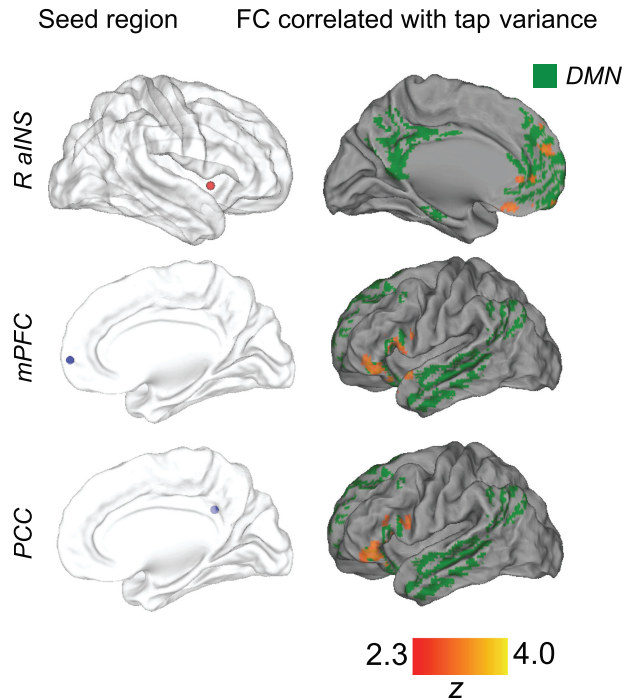 Seed region
FC correlated with tap variance
DMN
R aINS
mPFC
PCC
2.3
4.0
z